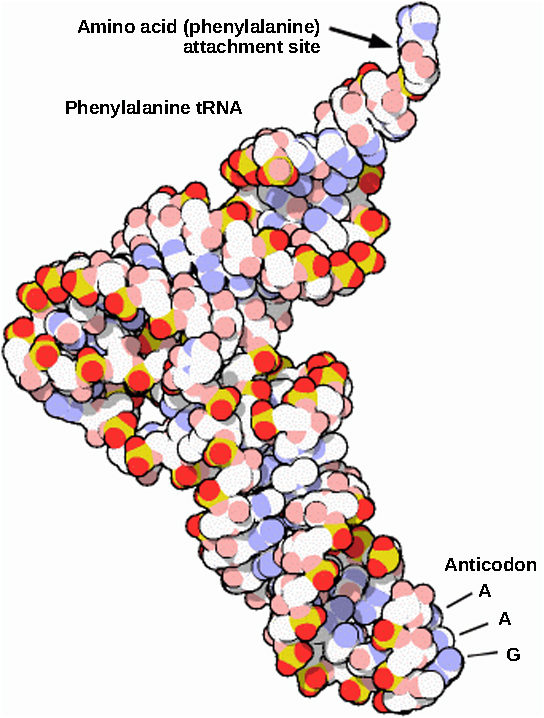 Amino acid (phenylalanine)
attachment site
Phenylalanine tRNA
Anticodon
A
A
G